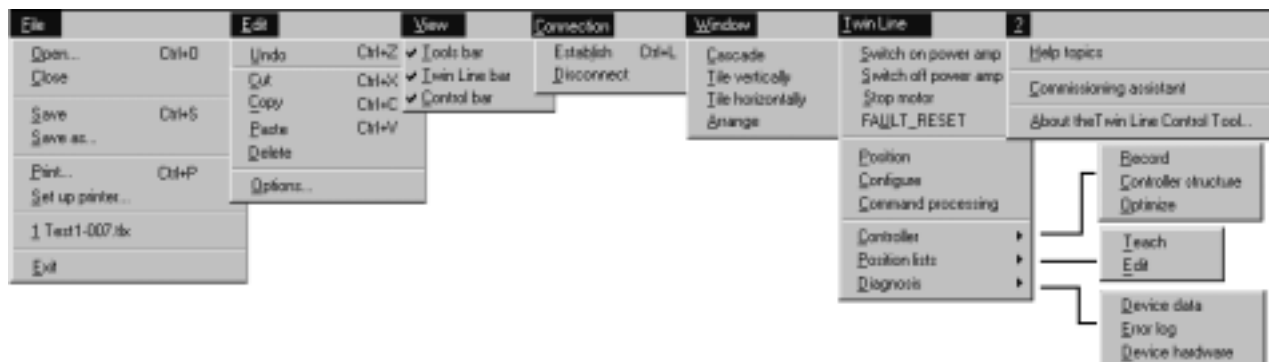 File
Open... Ctrl+O
Close
Save Ctrl+S
Save as...
Print... Ctrl+P
Set up printer...
1 Test1-007.tlx
Exit
Edit
Undo Ctrl+Z
Cut Ctrl+X
Copy Ctrl+C
Paste Ctrl+V
Delete
Options...
View
✔ Tools bar
✔ Twin Line bar
✔ Control bar
Connection
Establish Ctrl+L
Disconnect
Window
Cascade
Tile vertically
Tile horizontally
Arrange
Twin Line
Switch on power amp
Switch off power amp
Stop motor
FAULT_RESET
Position
Configure
Command processing
Controller
Position lists
Diagnosis
?
Help topics
Commissioning assistant
About theTwin Line Control Tool...
Record
Controller structure
Optimize
Teach
Edit
Device data
Error log
Device hardware